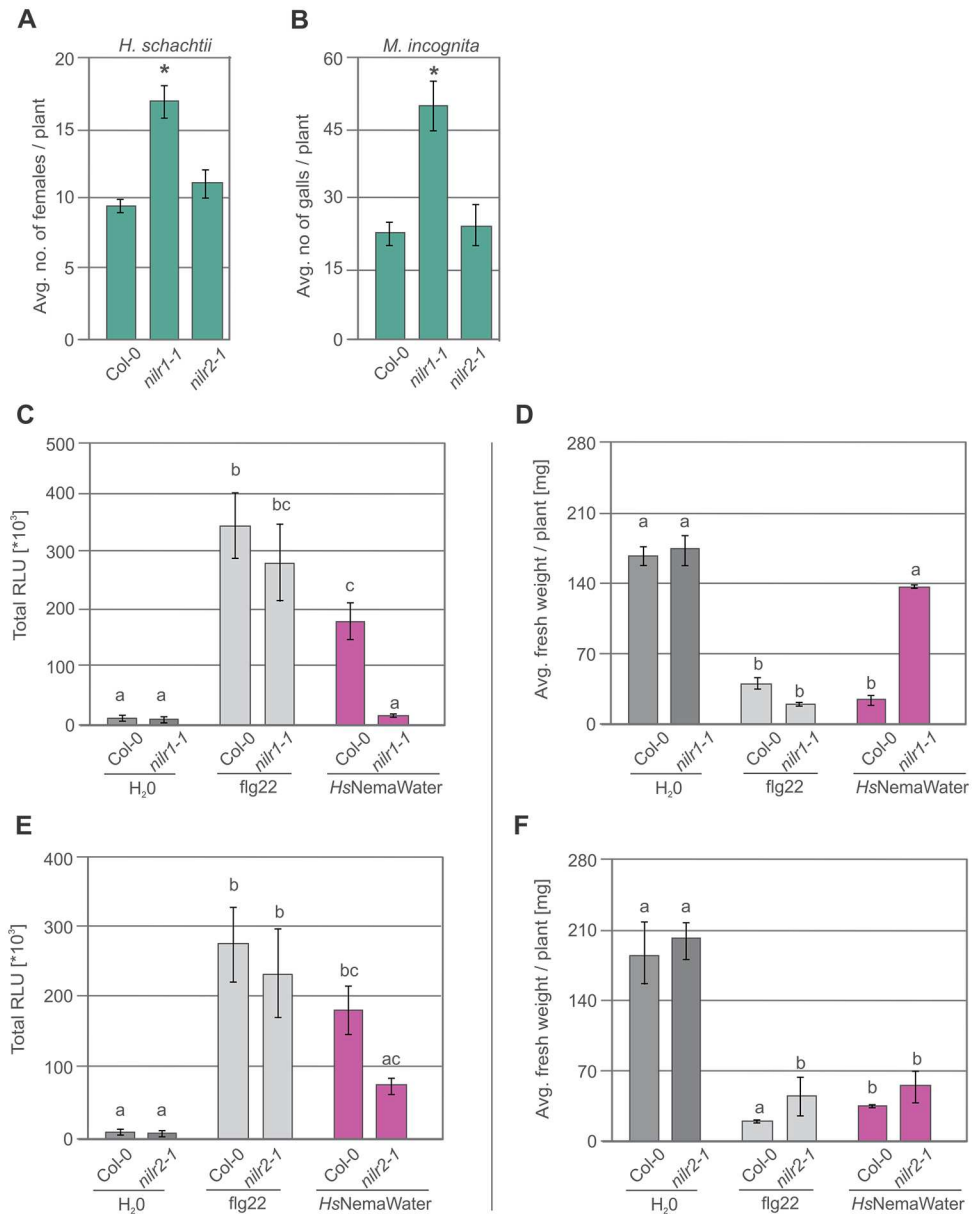 A
H. schachtii
Avg. no. of females / plant
20
15
10
5
0
*
Col-0
nilr1-1
nilr2-1
B
M. incognita
Avg. no of galls / plant
60
45
30
15
0
*
Col-0
nilr1-1
nilr2-1
C
Total RLU [*10³]
500
400
300
200
100
0
a
a
b
bc
c
a
Col-0
nilr1-1
Col-0
nilr1-1
Col-0
nilr1-1
H₂0
flg22
HsNemaWater
D
Avg. fresh weight / plant [mg]
280
210
140
70
0
a
a
b
b
b
a
Col-0
nilr1-1
Col-0
nilr1-1
Col-0
nilr1-1
H₂0
flg22
HsNemaWater
E
Total RLU [*10³]
400
300
200
100
0
a
a
b
b
bc
ac
Col-0
nilr2-1
Col-0
nilr2-1
Col-0
nilr2-1
H₂0
flg22
HsNemaWater
F
Avg. fresh weight / plant [mg]
280
210
140
70
0
a
a
a
b
b
b
Col-0
nilr2-1
Col-0
nilr2-1
Col-0
nilr2-1
H₂0
flg22
HsNemaWater